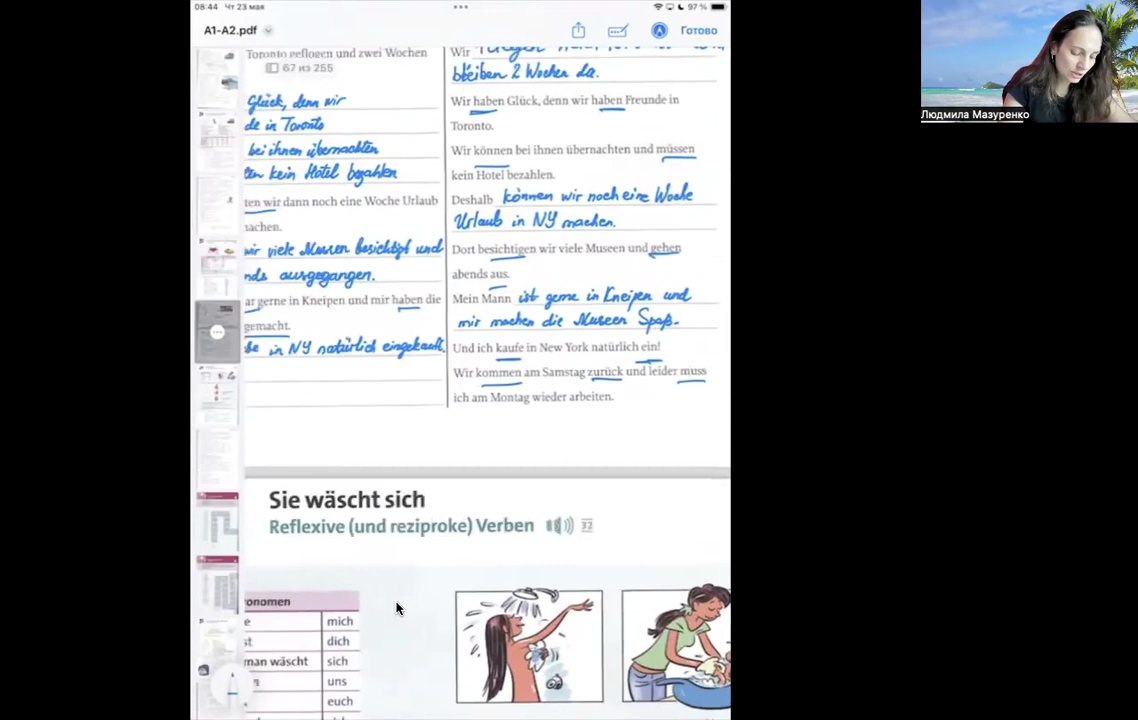 08:44 Чт 23 мая
97 %
A1-A2.pdf
Готово
67 из 255
Toronto geflogen und zwei Wochen
Glück, denn wir
de in Toronto
bei ihnen übernachten
kein Hotel bezahlen
ten wir dann noch eine Woche Urlaub
achen.
wir viele Museen besichtigt und
nds ausgegangen.
ar gerne in Kneipen und mir haben die
gemacht.
be in NY natürlich eingekauft.
Wir
bleiben 2 Wochen da.
Wir haben Glück, denn wir haben Freunde in
Toronto.
Wir können bei ihnen übernachten und müssen
kein Hotel bezahlen.
Deshalb können wir noch eine Woche
Urlaub in NY machen.
Dort besichtigen wir viele Museen und gehen
abends aus.
Mein Mann ist gerne in Kneipen und
mir machen die Museen Spaß.
Und ich kaufe in New York natürlich ein!
Wir kommen am Samstag zurück und leider muss
ich am Montag wieder arbeiten.
Sie wäscht sich
Reflexive (und reziproke) Verben 32
onomen
e mich
st dich
man wäscht sich
n uns
euch
Людмила Мазуренко